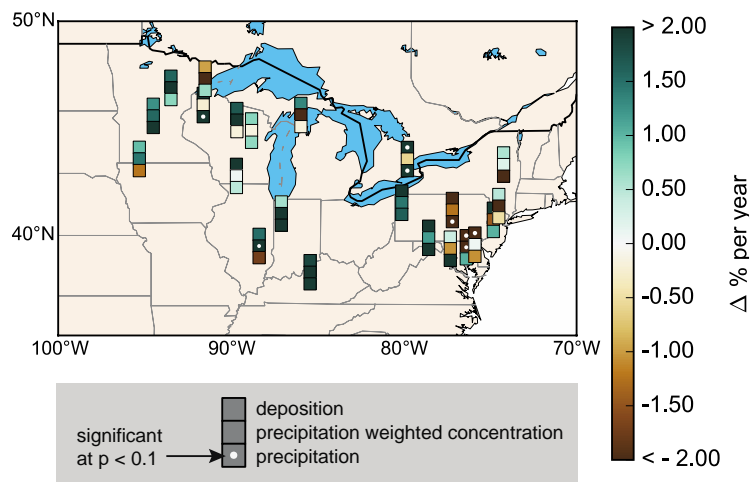 50°N
40°N
100°W
90°W
80°W
70°W
> 2.00
1.50
1.00
0.50
0.00
-0.50
-1.00
-1.50
< - 2.00
Δ % per year
deposition
precipitation weighted concentration
significant
at p < 0.1
precipitation